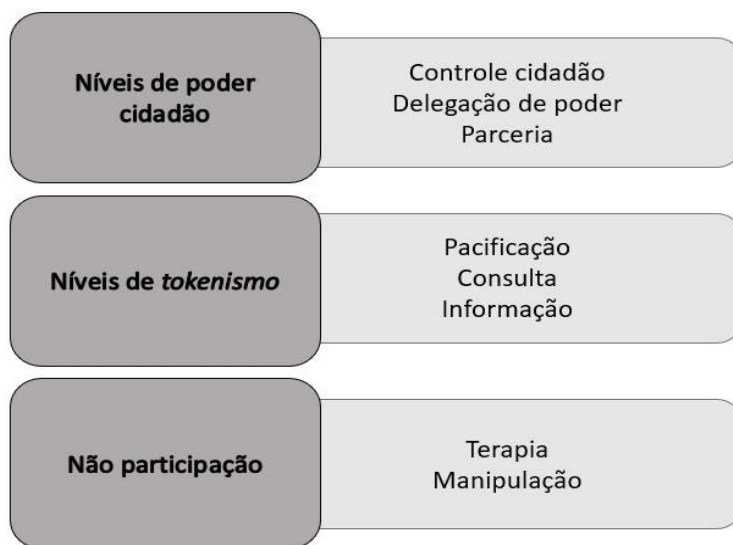 Níveis de poder
cidadão
Controle cidadão
Delegação de poder
Parceria
Níveis de tokenismo
Pacificação
Consulta
Informação
Não participação
Terapia
Manipulação